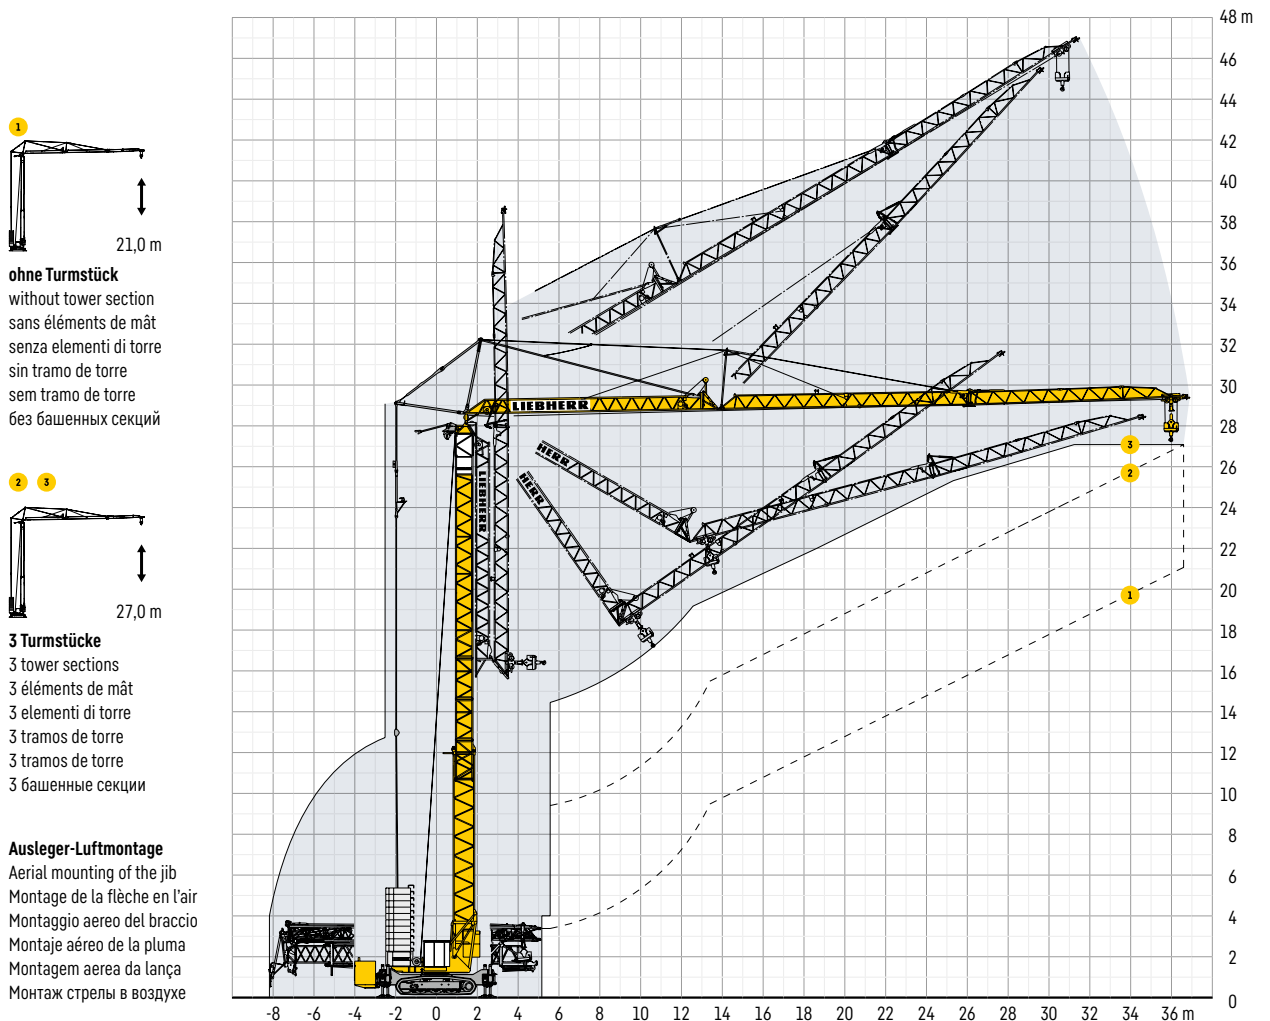 1
21,0 m
ohne Turmstück
without tower section
sans éléments de mât
senza elementi di torre
sin tramo de torre
sem tramo de torre
без башенных секций
2 3
27,0 m
3 Turmstücke
3 tower sections
3 éléments de mât
3 elementi di torre
3 tramos de torre
3 tramos de torre
3 башенные секции
Ausleger-Luftmontage
Aerial mounting of the jib
Montage de la flèche en l'air
Montaggio aereo del braccio
Montaje aéreo de la pluma
Montagem aerea da lança
Монтаж стрелы в воздухе
LIEBHERR
LIEBHERR
HERR
HERR
3
2
1
48 m
46
44
42
40
38
36
34
32
30
28
26
24
22
20
18
16
14
12
10
8
6
4
2
0
-8 -6 -4 -2 0 2 4 6 8 10 12 14 16 18 20 22 24 26 28 30 32 34 36 m